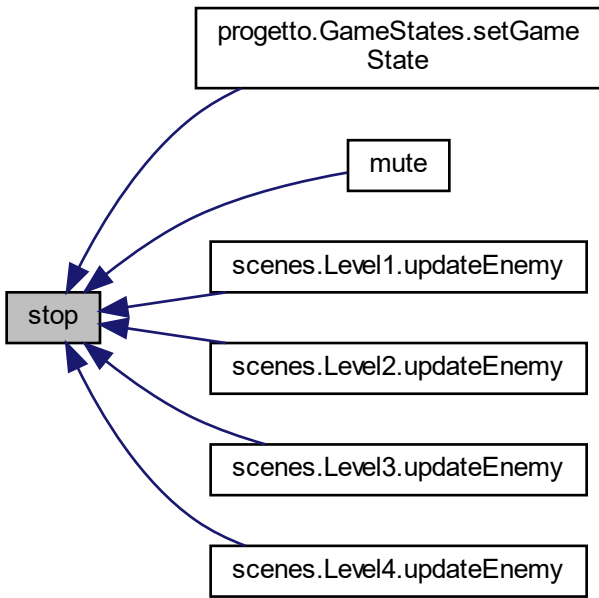 progetto.GameStates.setGame
State
mute
scenes.Level1.updateEnemy
stop
scenes.Level2.updateEnemy
scenes.Level3.updateEnemy
scenes.Level4.updateEnemy